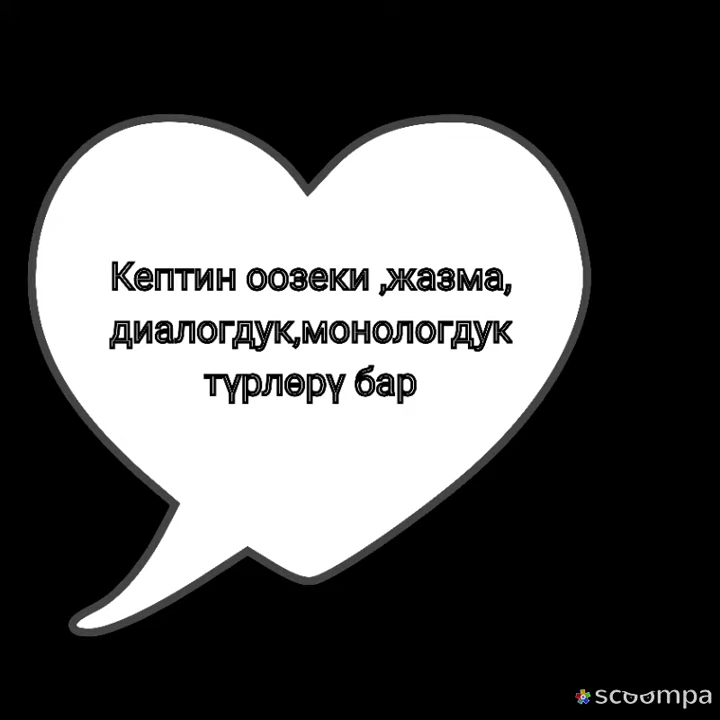 Кептин оозеки ,жазма,
диалогдук,монологдук
түрлөрү бар
scoompa